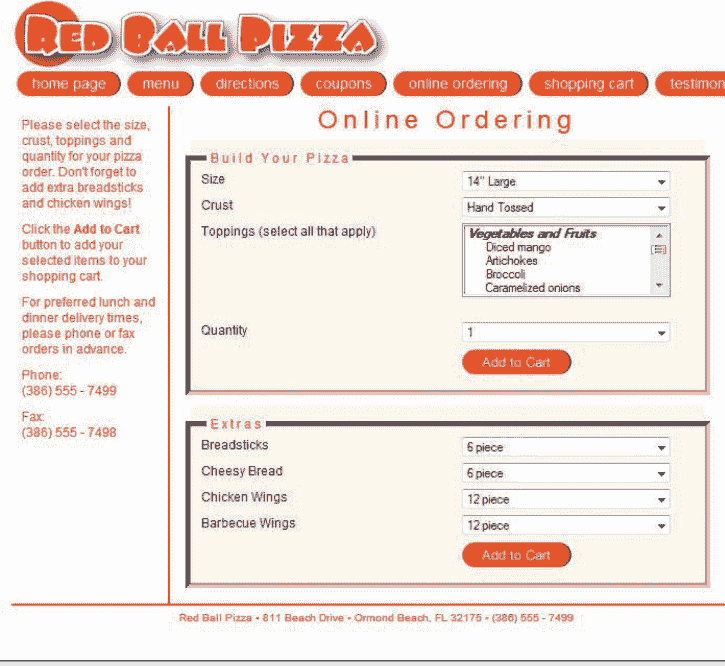 RED BALL PIZZA
home page menu directions coupons online ordering shopping cart testimon
Online Ordering
Please select the size,
crust, toppings and
quantity for your pizza
order. Don't forget to
add extra breadsticks
and chicken wings!
Click the Add to Cart
button to add your
selected items to your
shopping cart.
For preferred lunch and
dinner delivery times,
please phone or fax
orders in advance.
Phone:
(386) 555 - 7499
Fax:
(386) 555 - 7498
Build Your Pizza
Size 14" Large
Crust Hand Tossed
Toppings (select all that apply) Vegetables and Fruits
Diced mango
Artichokes
Broccoli
Caramelized onions
Quantity 1
Add to Cart
Extras
Breadsticks 6 piece
Cheesy Bread 6 piece
Chicken Wings 12 piece
Barbecue Wings 12 piece
Add to Cart
Red Ball Pizza • 811 Beach Drive • Ormond Beach, FL 32175 • (386) 555 - 7499